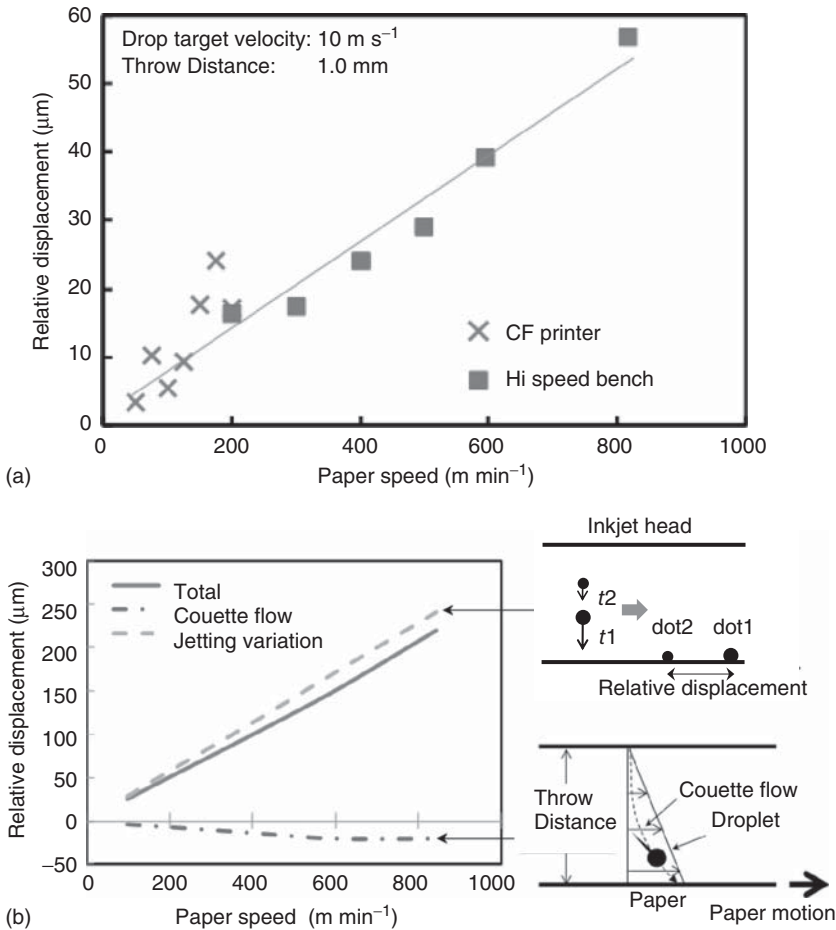 60
50
40
30
20
10
0
Relative displacement (μm)
Drop target velocity: 10 m s⁻¹
Throw Distance: 1.0 mm
CF printer
Hi speed bench
0 200 400 600 800 1000
Paper speed (m min⁻¹)
(a)
300
250
200
150
100
50
0
−50
Relative displacement (μm)
Total
Couette flow
Jetting variation
0 200 400 600 800 1000
Paper speed (m min⁻¹)
(b)
Inkjet head
t2
t1
dot2 dot1
Relative displacement
Throw
Distance
Couette flow
Droplet
Paper
Paper motion